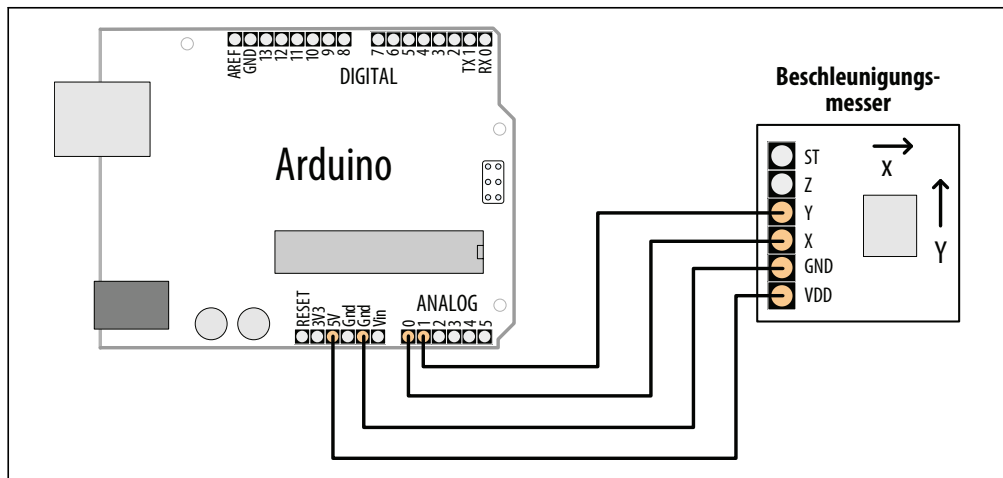 AREF
GND
13
12
11
10
9
8
7
6
5
4
3
2
TX 1
RX 0
DIGITAL
Arduino
Beschleunigungs-
messer
ST
Z
Y
X
GND
VDD
X
Y
ANALOG
RESET
3V3
5V
Gnd
Gnd
Vin
0
1
2
3
4
5